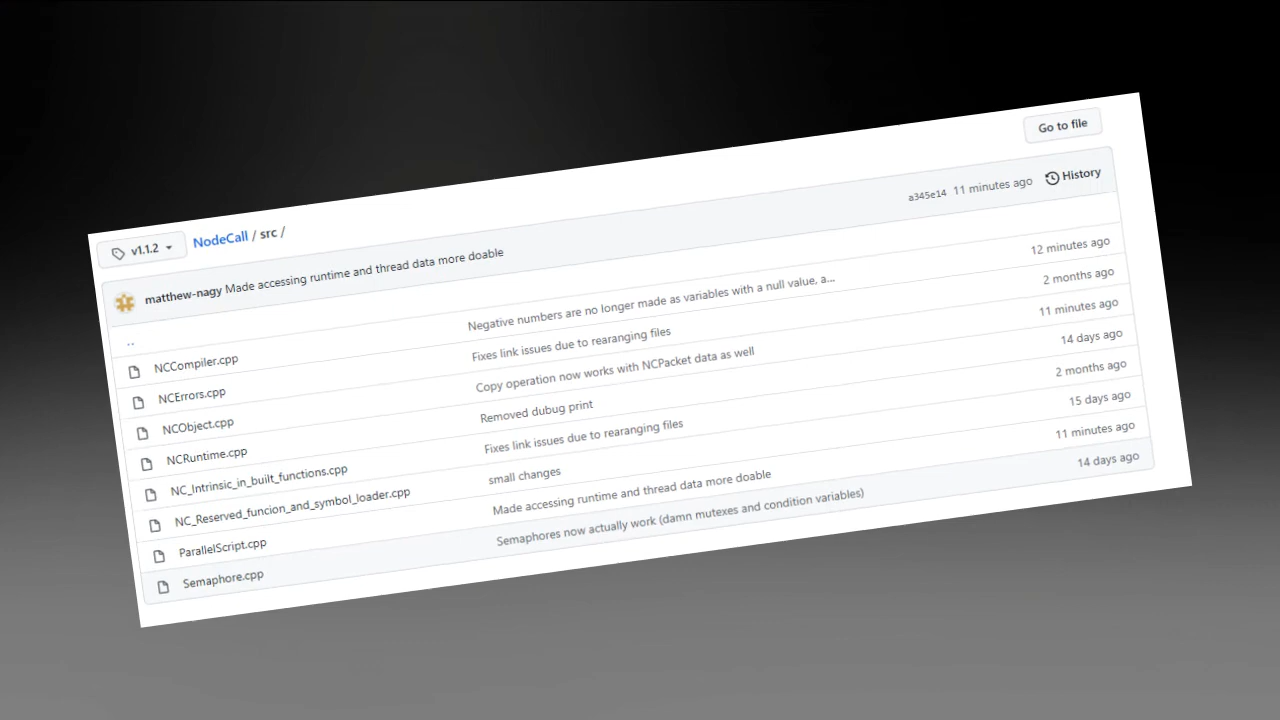 Go to file
v1.1.2 NodeCall / src /
matthew-nagy Made accessing runtime and thread data more doable a345e14 11 minutes ago History
..
NCCompiler.cpp Negative numbers are no longer made as variables with a null value, a... 12 minutes ago
NCErrors.cpp Fixes link issues due to rearanging files 2 months ago
NCObject.cpp Copy operation now works with NCPacket data as well 11 minutes ago
NCRuntime.cpp Removed dubug print 14 days ago
NC_Intrinsic_in_built_functions.cpp Fixes link issues due to rearanging files 2 months ago
NC_Reserved_funcion_and_symbol_loader.cpp small changes 15 days ago
ParallelScript.cpp Made accessing runtime and thread data more doable 11 minutes ago
Semaphore.cpp Semaphores now actually work (damn mutexes and condition variables) 14 days ago